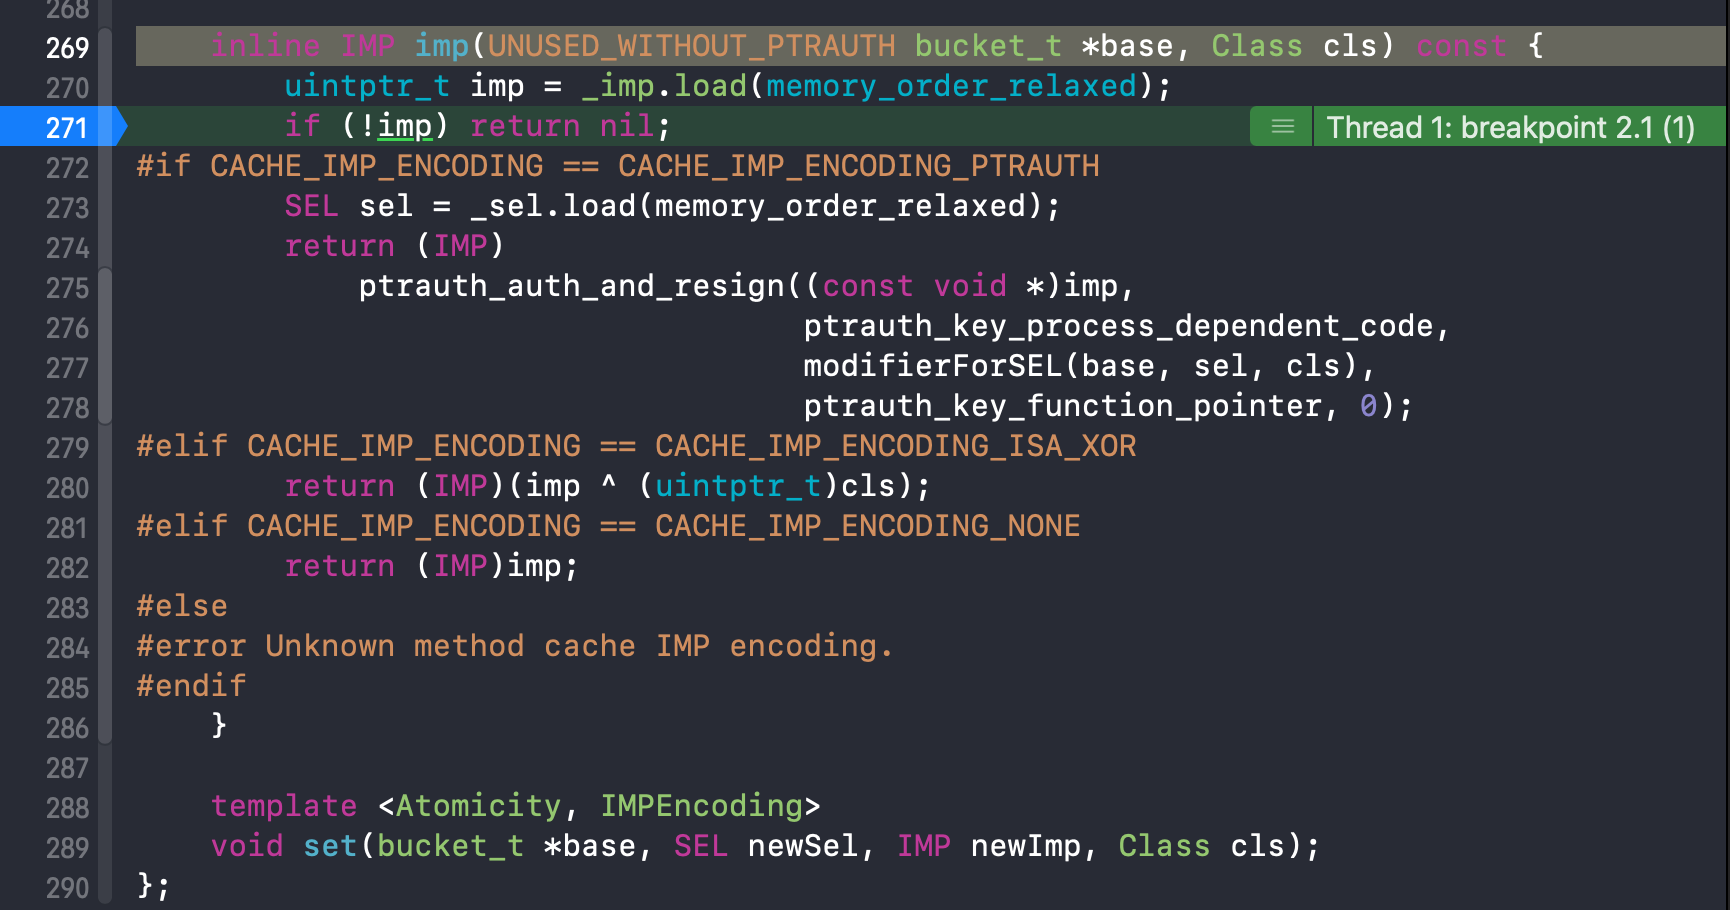 268
269 inline IMP imp(UNUSED_WITHOUT_PTRAUTH bucket_t *base, Class cls) const {
270 uintptr_t imp = _imp.load(memory_order_relaxed);
271 if (!imp) return nil; Thread 1: breakpoint 2.1 (1)
272 #if CACHE_IMP_ENCODING == CACHE_IMP_ENCODING_PTRAUTH
273 SEL sel = _sel.load(memory_order_relaxed);
274 return (IMP)
275 ptrauth_auth_and_resign((const void *)imp,
276 ptrauth_key_process_dependent_code,
277 modifierForSEL(base, sel, cls),
278 ptrauth_key_function_pointer, 0);
279 #elif CACHE_IMP_ENCODING == CACHE_IMP_ENCODING_ISA_XOR
280 return (IMP)(imp ^ (uintptr_t)cls);
281 #elif CACHE_IMP_ENCODING == CACHE_IMP_ENCODING_NONE
282 return (IMP)imp;
283 #else
284 #error Unknown method cache IMP encoding.
285 #endif
286 }
287
288 template <Atomicity, IMPEncoding>
289 void set(bucket_t *base, SEL newSel, IMP newImp, Class cls);
290 };